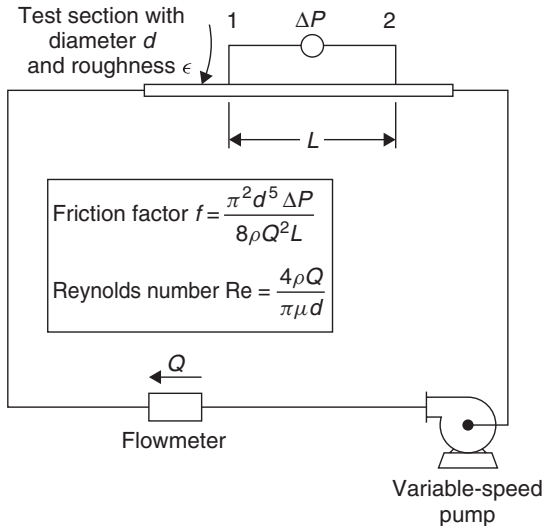 Test section with
diameter d
and roughness ϵ
1
ΔP
2
L
Friction factor f = π²d⁵ ΔP / 8ρQ²L
Reynolds number Re = 4ρQ / πμd
Q
Flowmeter
Variable-speed
pump